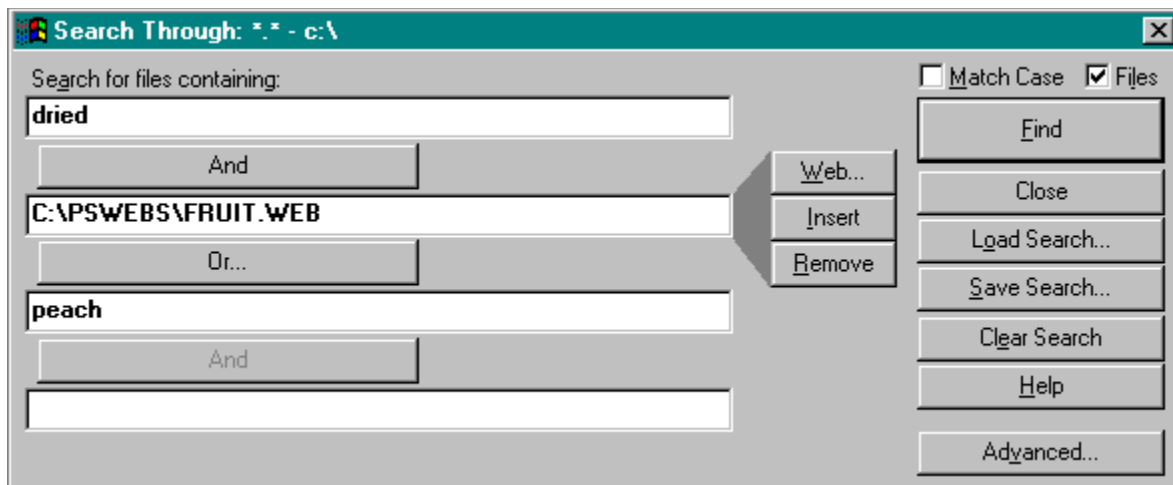 Search Through: *.* - c:\
Search for files containing:
Match Case
Files
dried
Find
And
Web...
Close
C:\PSWEBS\FRUIT.WEB
Insert
Load Search...
Or...
Remove
Save Search...
peach
Clear Search
And
Help
Advanced...